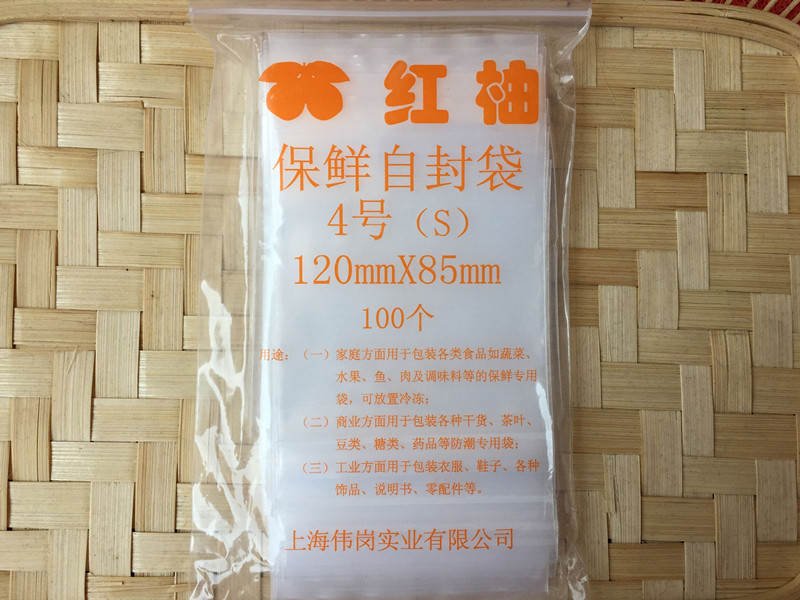 红柚
保鲜自封袋
4号（S）
120mmX85mm
100个
用途：（一）家庭方面用于包装各类食品如蔬菜、
水果、鱼、肉及调味料等的保鲜专用
袋，可放置冷冻；
（二）商业方面用于包装各种干货、茶叶、
豆类、糖类、药品等防潮专用袋；
（三）工业方面用于包装衣服、鞋子、各种
饰品、说明书、零配件等。
上海伟岗实业有限公司